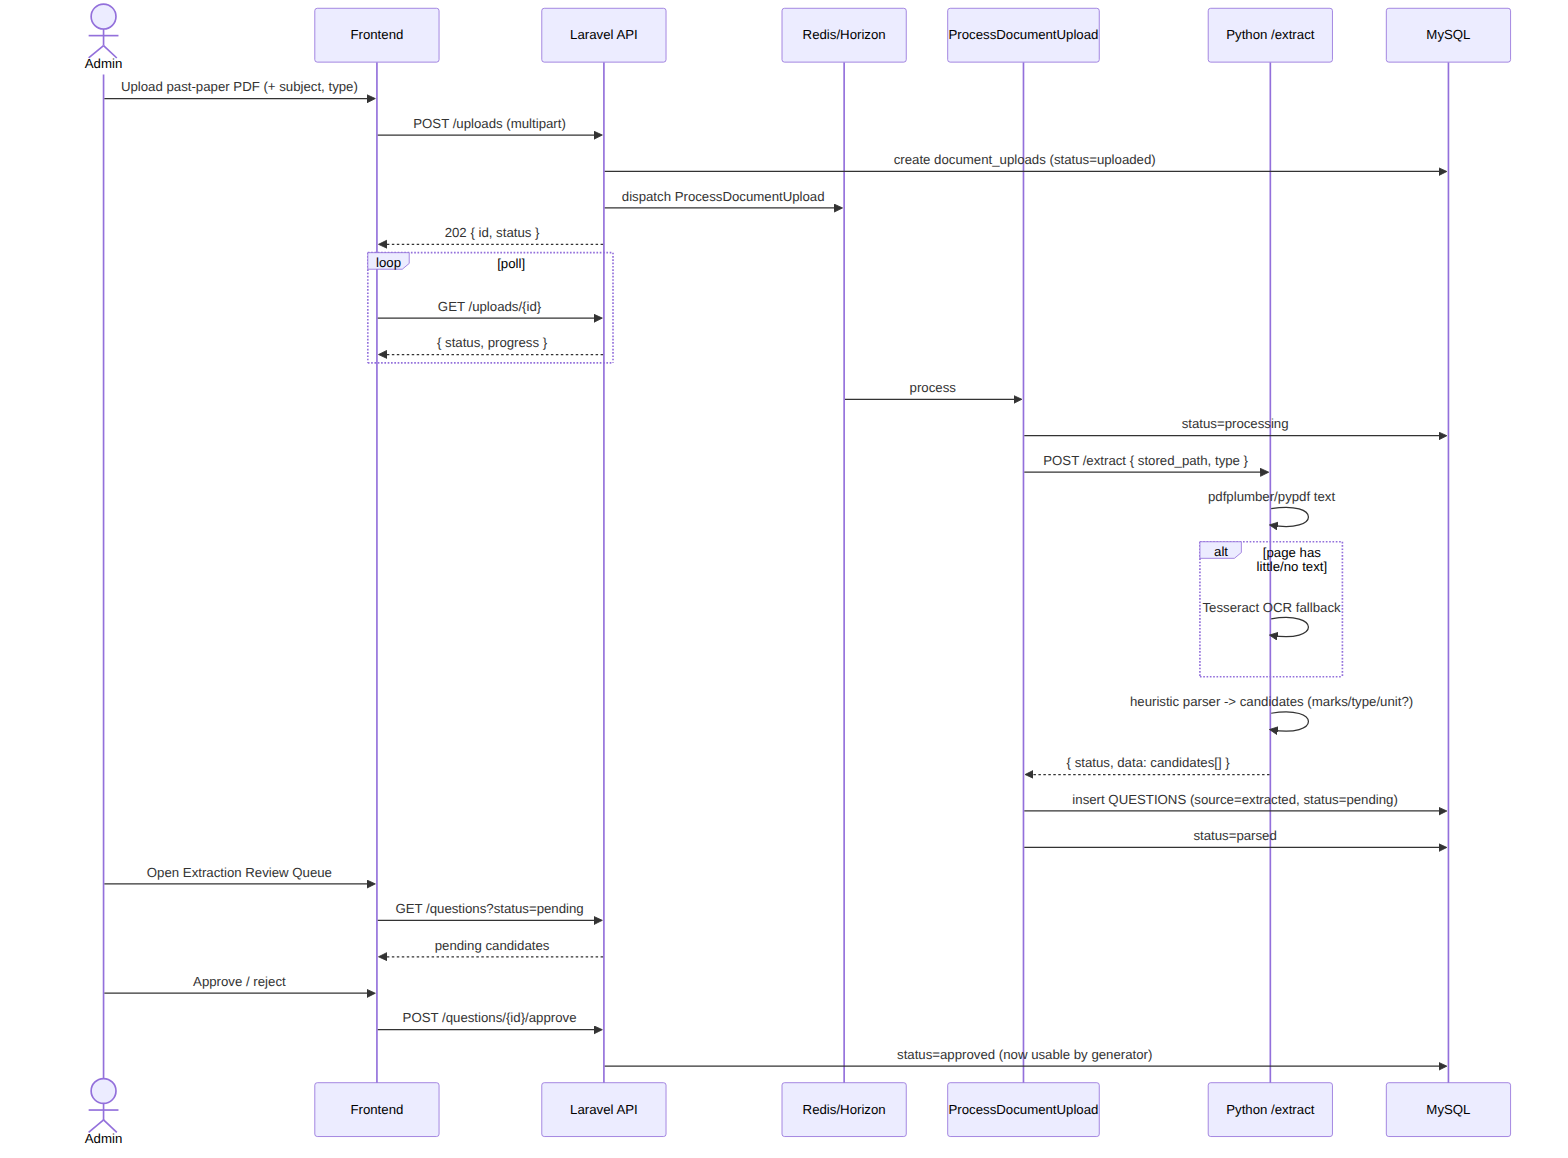 Admin
Frontend
Laravel API
Redis/Horizon
ProcessDocumentUpload
Python /extract
MySQL
Upload past-paper PDF (+ subject, type)
POST /uploads (multipart)
create document_uploads (status=uploaded)
dispatch ProcessDocumentUpload
202 { id, status }
loop
[poll]
GET /uploads/{id}
{ status, progress }
process
status=processing
POST /extract { stored_path, type }
pdfplumber/pypdf text
alt
[page has
little/no text]
Tesseract OCR fallback
heuristic parser -> candidates (marks/type/unit?)
{ status, data: candidates[] }
insert QUESTIONS (source=extracted, status=pending)
status=parsed
Open Extraction Review Queue
GET /questions?status=pending
pending candidates
Approve / reject
POST /questions/{id}/approve
status=approved (now usable by generator)
Admin
Frontend
Laravel API
Redis/Horizon
ProcessDocumentUpload
Python /extract
MySQL